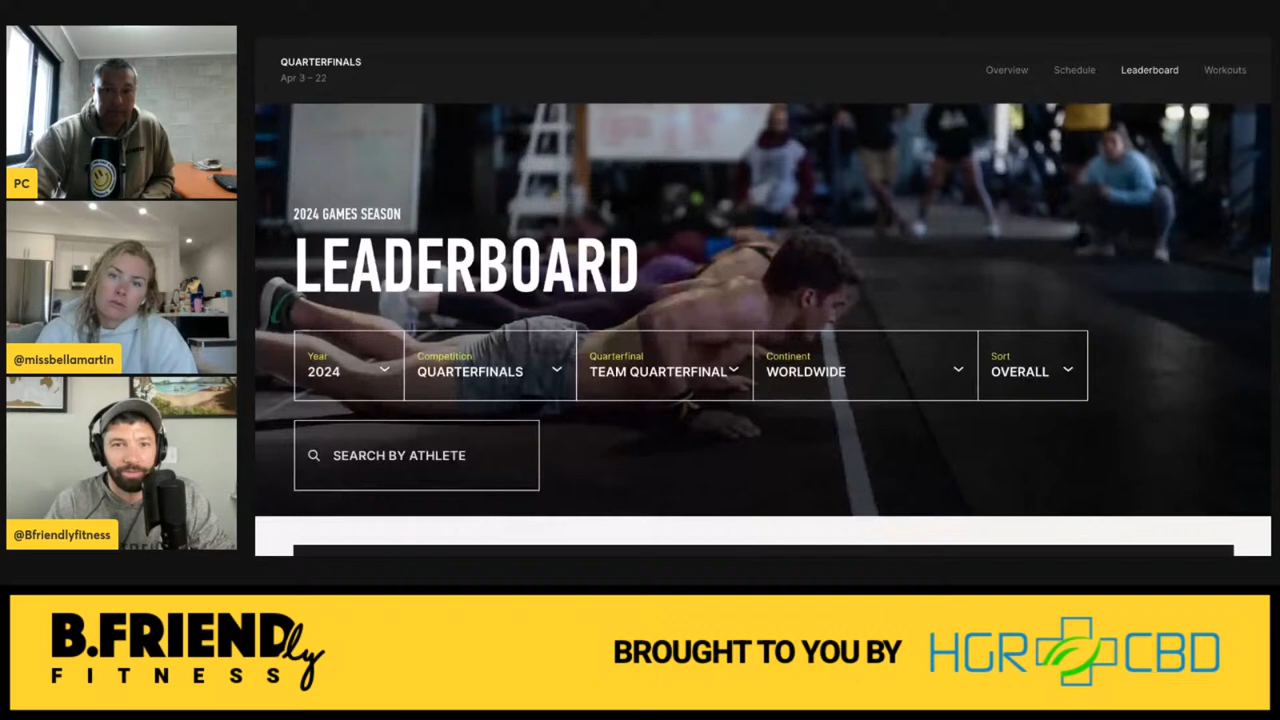 PC
@missbellamartin
@Bfriendlyfitness
QUARTERFINALS
Apr 3 – 22
Overview Schedule Leaderboard Workouts
2024 GAMES SEASON
LEADERBOARD
Year Competition Quarterfinal Continent Sort
2024 QUARTERFINALS TEAM QUARTERFINAL WORLDWIDE OVERALL
SEARCH BY ATHLETE
B.FRIENDly
FITNESS
BROUGHT TO YOU BY HGR CBD